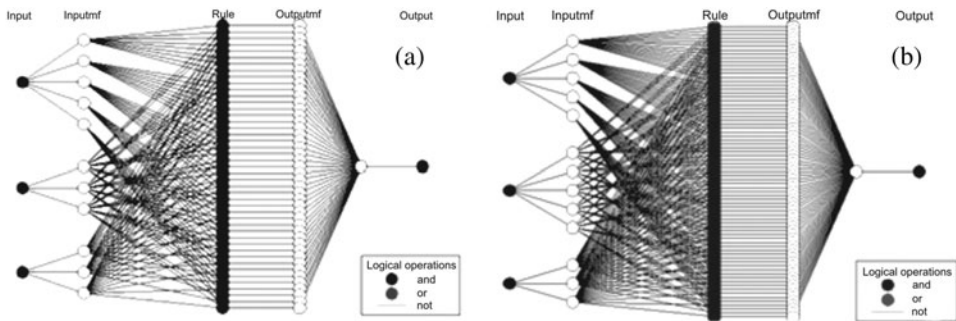 Input Inputmf Rule Outputmf Output
(a)
Logical operations
and
or
not
Input Inputmf Rule Outputmf Output
(b)
Logical operations
and
or
not